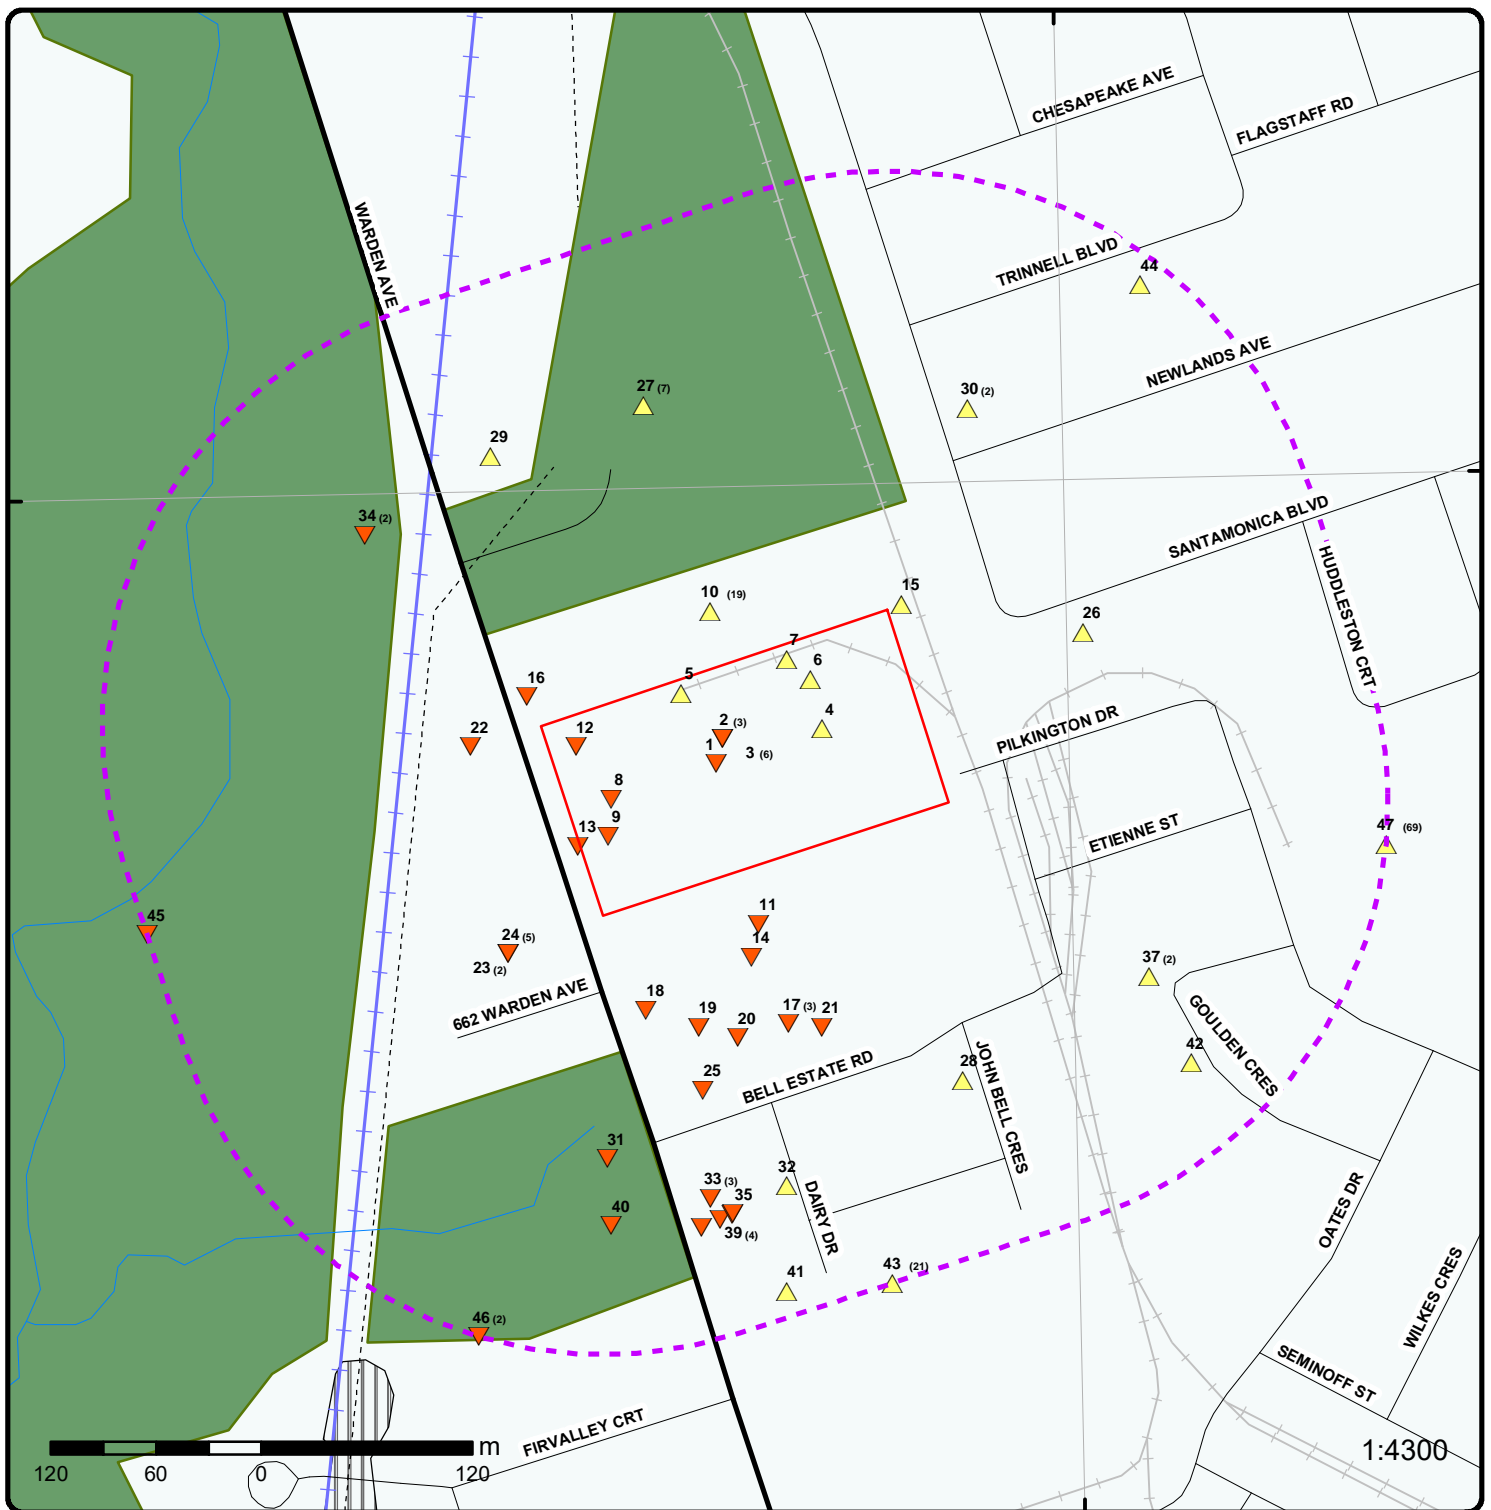 CHESAPEAKE AVE
FLAGSTAFF RD
WARDEN AVE
TRINNELL BLVD
44
NEWLANDS AVE
27 (7)
30 (2)
29
34 (2)
SANTAMONICA BLVD
HUDDLESTON CRT
10 (19)
15
26
7
6
5
16
4
2 (3)
22
12
1
3 (6)
PILKINGTON DR
8
9
13
ETIENNE ST
47 (69)
11
45
24 (5)
14
23 (2)
37 (2)
662 WARDEN AVE
18
19
20
17 (3)
21
GOULDEN CRES
42
BELL ESTATE RD
25
28
JOHN BELL CRES
31
32
33 (3)
35
DAIRY DR
40
39 (4)
OATES DR
43 (21)
41
WILKES CRES
46 (2)
SEMINOFF ST
FIRVALLEY CRT
m
1:4300
120 60 0 120